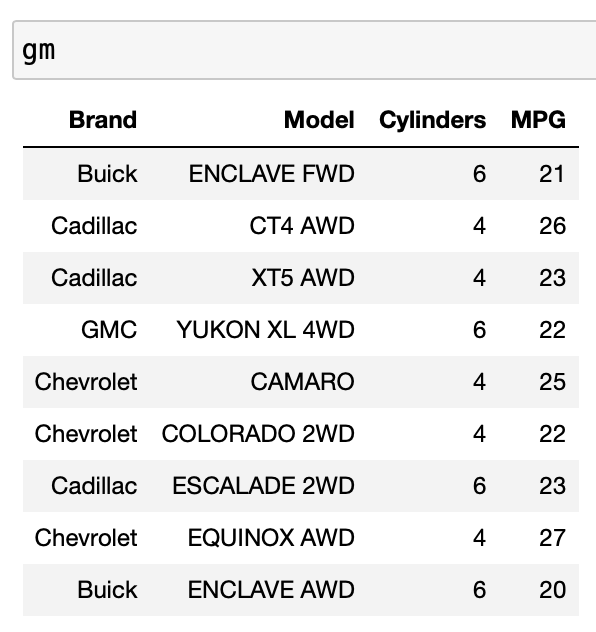 gm
Brand Model Cylinders MPG
Buick ENCLAVE FWD 6 21
Cadillac CT4 AWD 4 26
Cadillac XT5 AWD 4 23
GMC YUKON XL 4WD 6 22
Chevrolet CAMARO 4 25
Chevrolet COLORADO 2WD 4 22
Cadillac ESCALADE 2WD 6 23
Chevrolet EQUINOX AWD 4 27
Buick ENCLAVE AWD 6 20